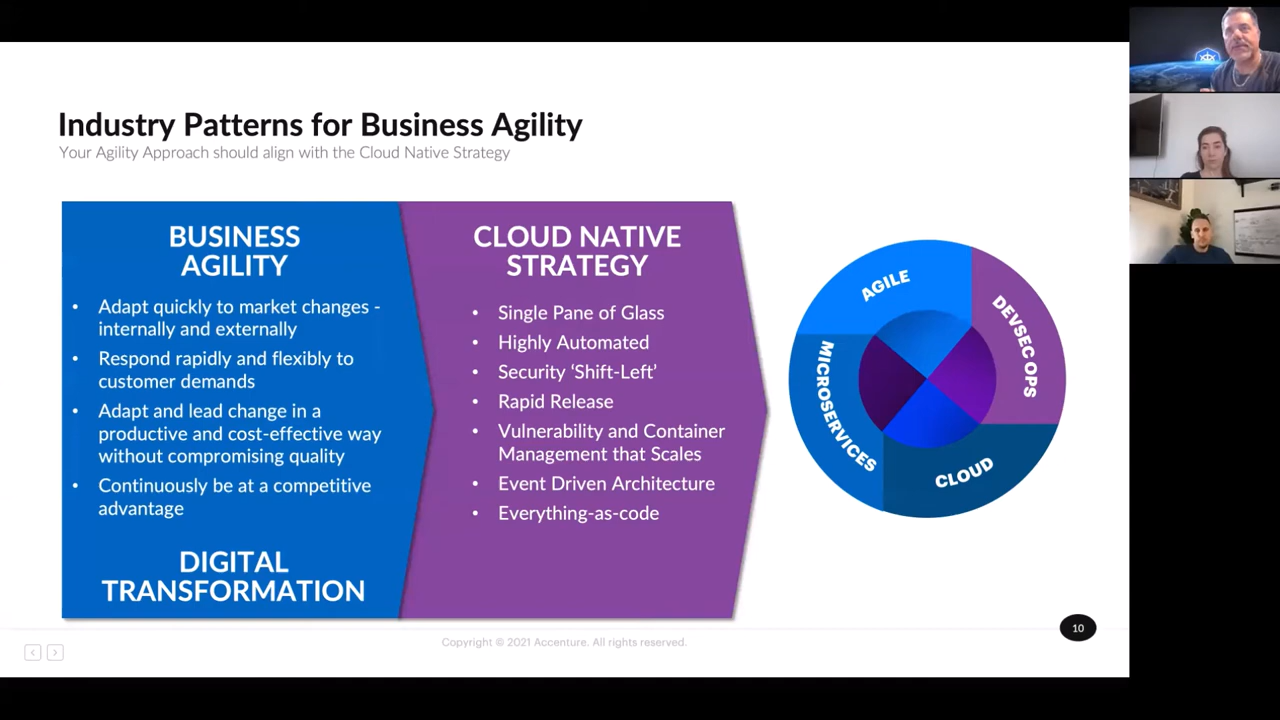 Industry Patterns for Business Agility
Your Agility Approach should align with the Cloud Native Strategy
BUSINESS
AGILITY
• Adapt quickly to market changes -
internally and externally
• Respond rapidly and flexibly to
customer demands
• Adapt and lead change in a
productive and cost-effective way
without compromising quality
• Continuously be at a competitive
advantage
DIGITAL
TRANSFORMATION
CLOUD NATIVE
STRATEGY
• Single Pane of Glass
• Highly Automated
• Security ‘Shift-Left’
• Rapid Release
• Vulnerability and Container
Management that Scales
• Event Driven Architecture
• Everything-as-code
AGILE
DEVSECOPS
CLOUD
MICROSERVICES
Copyright © 2021 Accenture. All rights reserved.
10